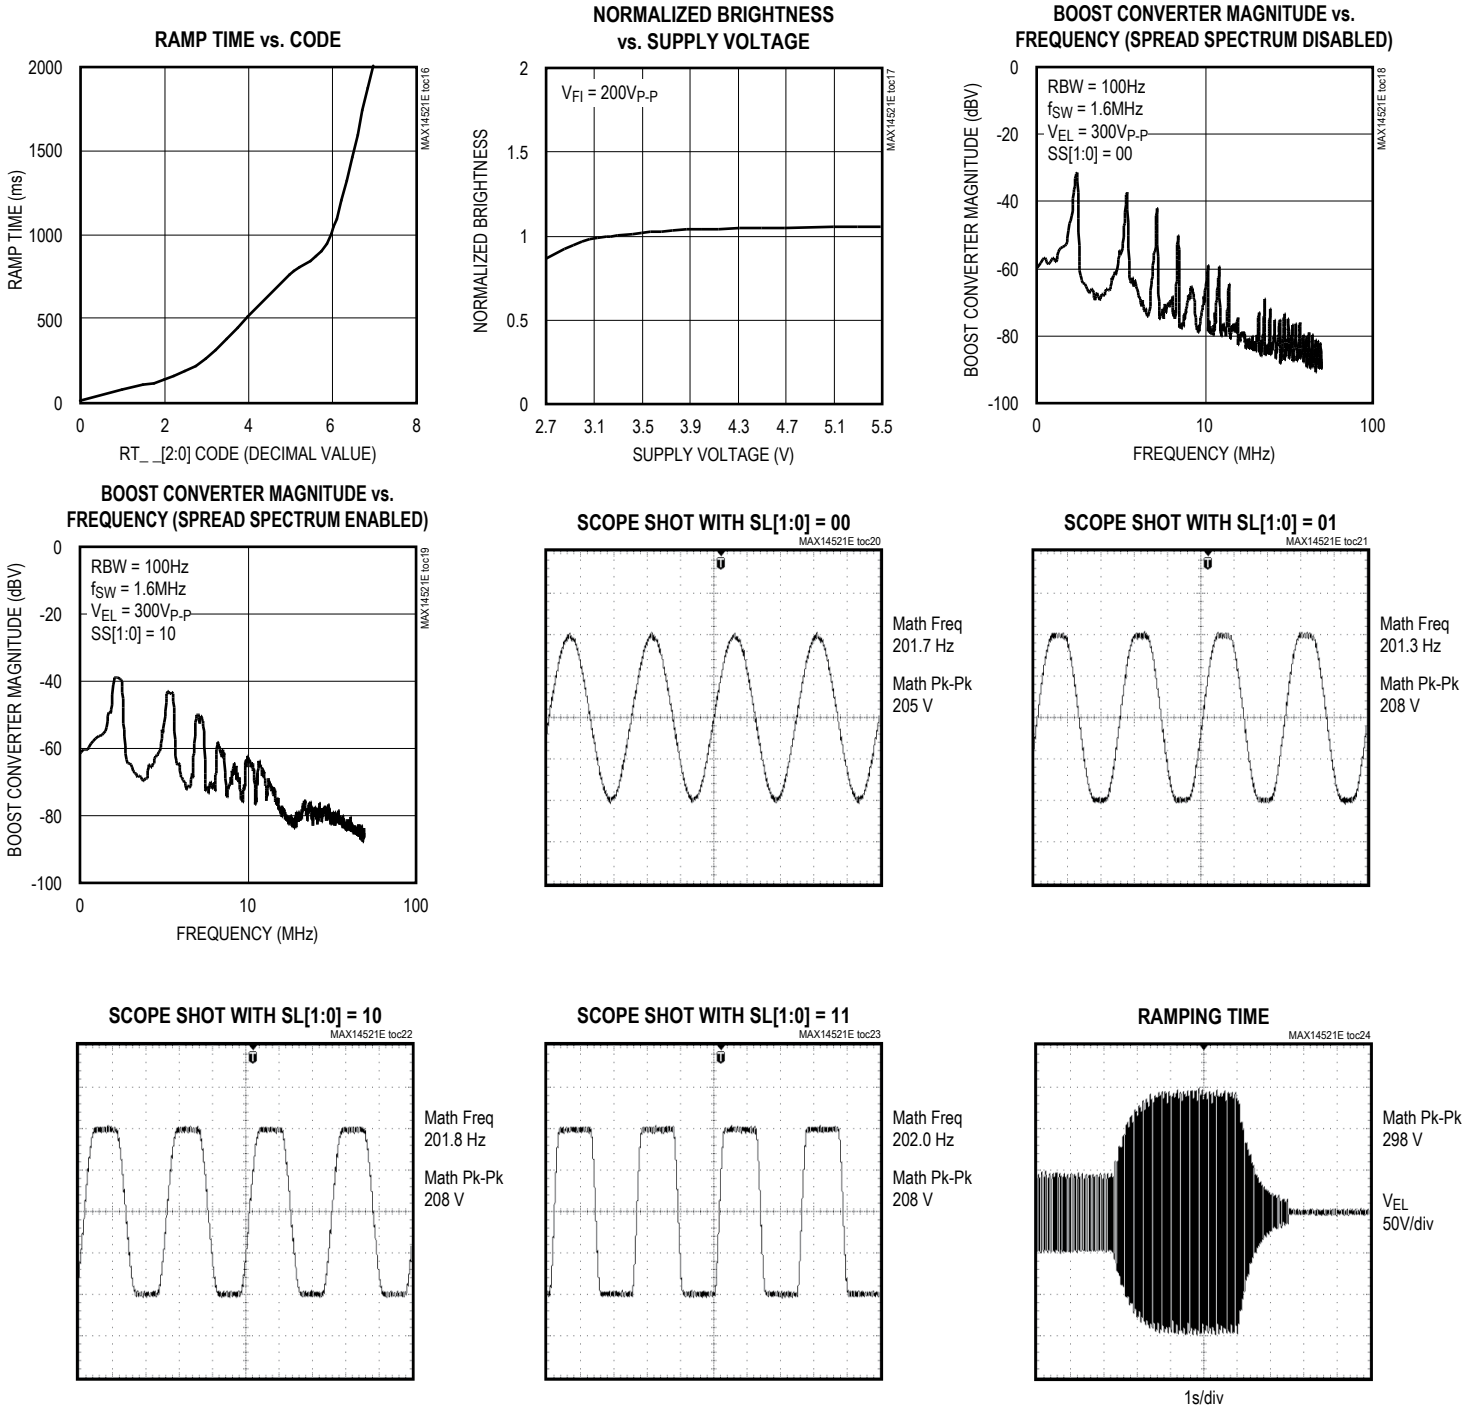 RAMP TIME vs. CODE
MAX14521E toc16
RAMP TIME (ms)
2000
1500
1000
500
0
0 2 4 6 8
RT_ _[2:0] CODE (DECIMAL VALUE)
NORMALIZED BRIGHTNESS
vs. SUPPLY VOLTAGE
MAX14521E toc17
VFI = 200VP-P
NORMALIZED BRIGHTNESS
2
1.5
1
0.5
0
2.7 3.1 3.5 3.9 4.3 4.7 5.1 5.5
SUPPLY VOLTAGE (V)
BOOST CONVERTER MAGNITUDE vs.
FREQUENCY (SPREAD SPECTRUM DISABLED)
MAX14521E toc18
RBW = 100Hz
fSW = 1.6MHz
VEL = 300VP-P
SS[1:0] = 00
BOOST CONVERTER MAGNITUDE (dBV)
0
-20
-40
-60
-80
-100
0 10 100
FREQUENCY (MHz)
BOOST CONVERTER MAGNITUDE vs.
FREQUENCY (SPREAD SPECTRUM ENABLED)
MAX14521E toc19
RBW = 100Hz
fSW = 1.6MHz
VEL = 300VP-P
SS[1:0] = 10
BOOST CONVERTER MAGNITUDE (dBV)
0
-20
-40
-60
-80
-100
0 10 100
FREQUENCY (MHz)
SCOPE SHOT WITH SL[1:0] = 00
MAX14521E toc20
T
Math Freq
201.7 Hz
Math Pk-Pk
205 V
SCOPE SHOT WITH SL[1:0] = 01
MAX14521E toc21
T
Math Freq
201.3 Hz
Math Pk-Pk
208 V
SCOPE SHOT WITH SL[1:0] = 10
MAX14521E toc22
T
Math Freq
201.8 Hz
Math Pk-Pk
208 V
SCOPE SHOT WITH SL[1:0] = 11
MAX14521E toc23
T
Math Freq
202.0 Hz
Math Pk-Pk
208 V
RAMPING TIME
MAX14521E toc24
Math Pk-Pk
298 V
VEL
50V/div
1s/div